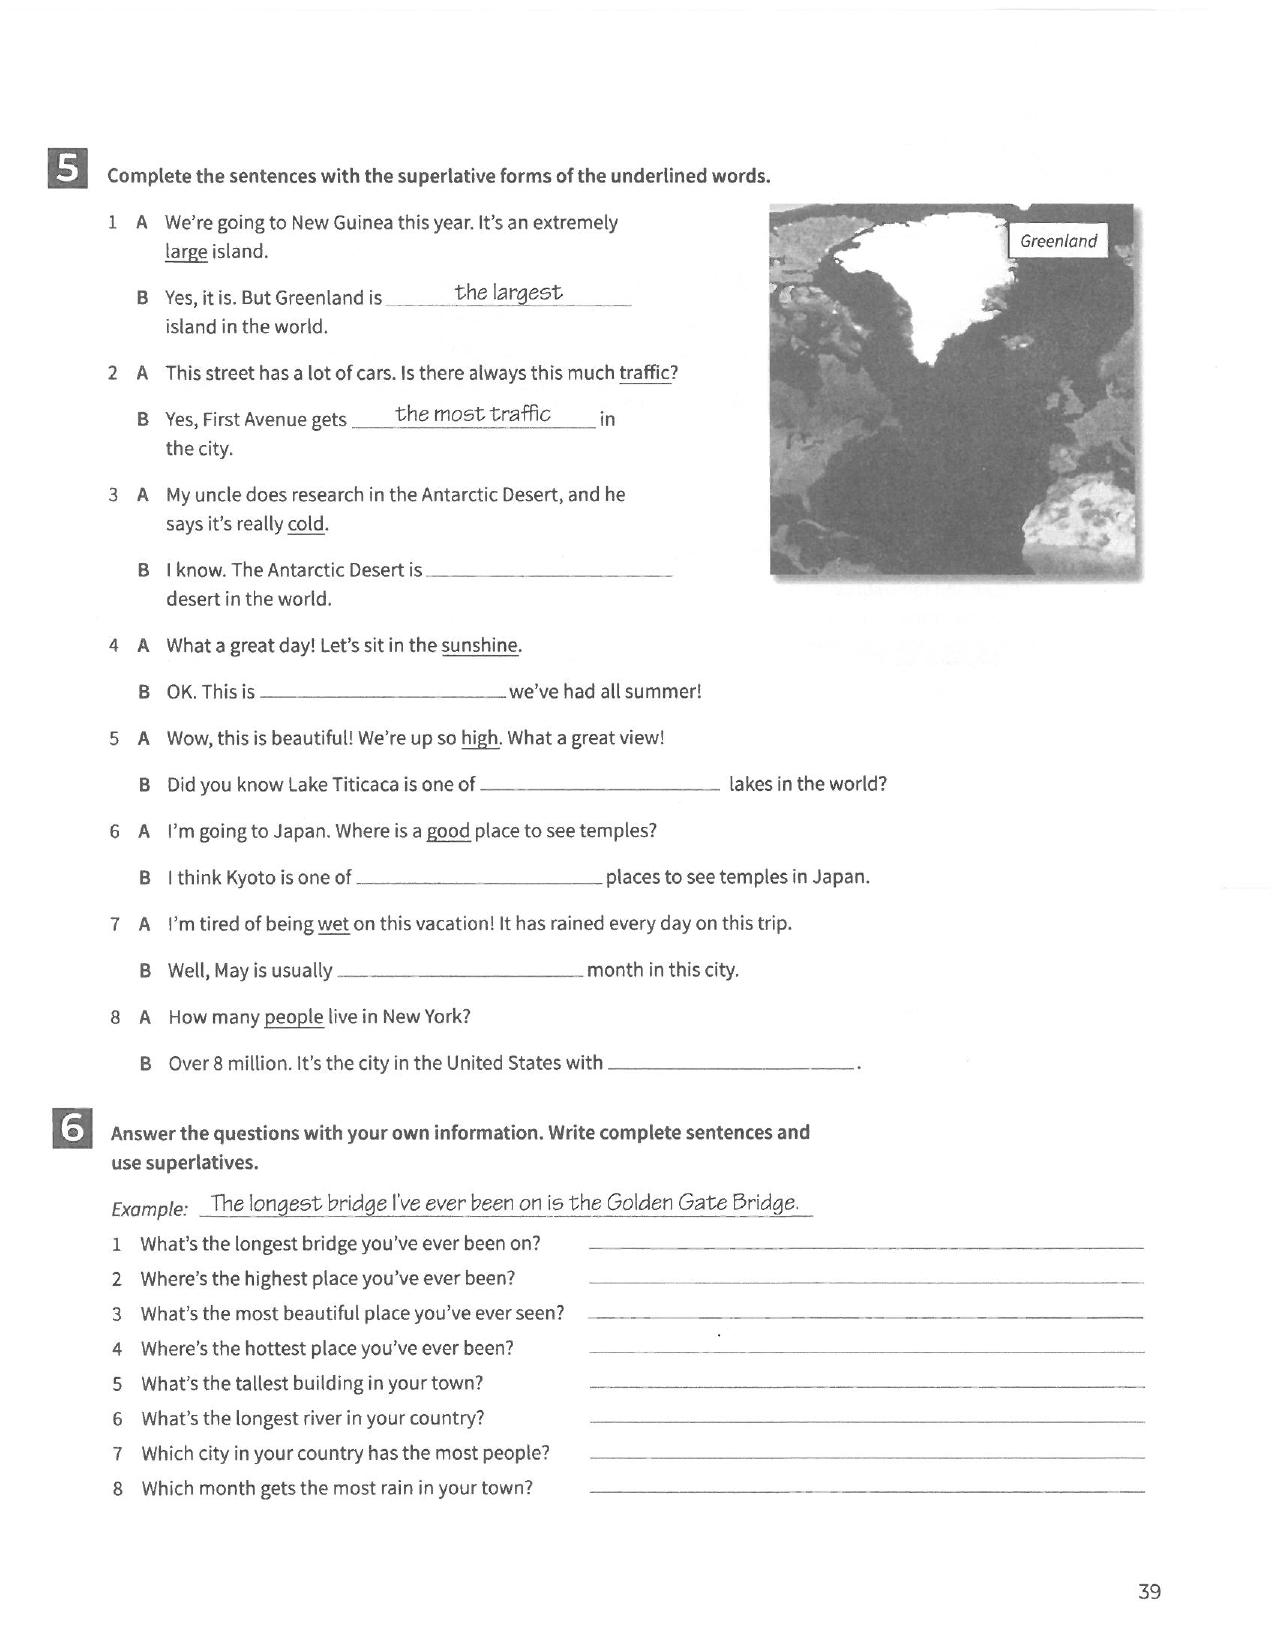 5 Complete the sentences with the superlative forms of the underlined words.
1 A We're going to New Guinea this year. It's an extremely
large island.
Greenland
B Yes, it is. But Greenland is the largest
island in the world.
2 A This street has a lot of cars. Is there always this much traffic?
B Yes, First Avenue gets the most traffic in
the city.
3 A My uncle does research in the Antarctic Desert, and he
says it's really cold.
B I know. The Antarctic Desert is
desert in the world.
4 A What a great day! Let's sit in the sunshine.
B OK. This is we've had all summer!
5 A Wow, this is beautiful! We're up so high. What a great view!
B Did you know Lake Titicaca is one of lakes in the world?
6 A I'm going to Japan. Where is a good place to see temples?
B I think Kyoto is one of places to see temples in Japan.
7 A I'm tired of being wet on this vacation! It has rained every day on this trip.
B Well, May is usually month in this city.
8 A How many people live in New York?
B Over 8 million. It's the city in the United States with .
6 Answer the questions with your own information. Write complete sentences and
use superlatives.
Example: The longest bridge I've ever been on is the Golden Gate Bridge.
1 What's the longest bridge you've ever been on?
2 Where's the highest place you've ever been?
3 What's the most beautiful place you've ever seen?
4 Where's the hottest place you've ever been?
5 What's the tallest building in your town?
6 What's the longest river in your country?
7 Which city in your country has the most people?
8 Which month gets the most rain in your town?
39